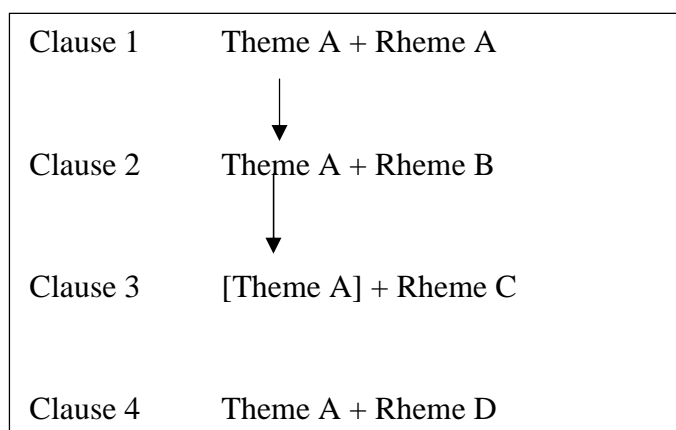 Clause 1 Theme A + Rheme A
Clause 2 Theme A + Rheme B
Clause 3 [Theme A] + Rheme C
Clause 4 Theme A + Rheme D